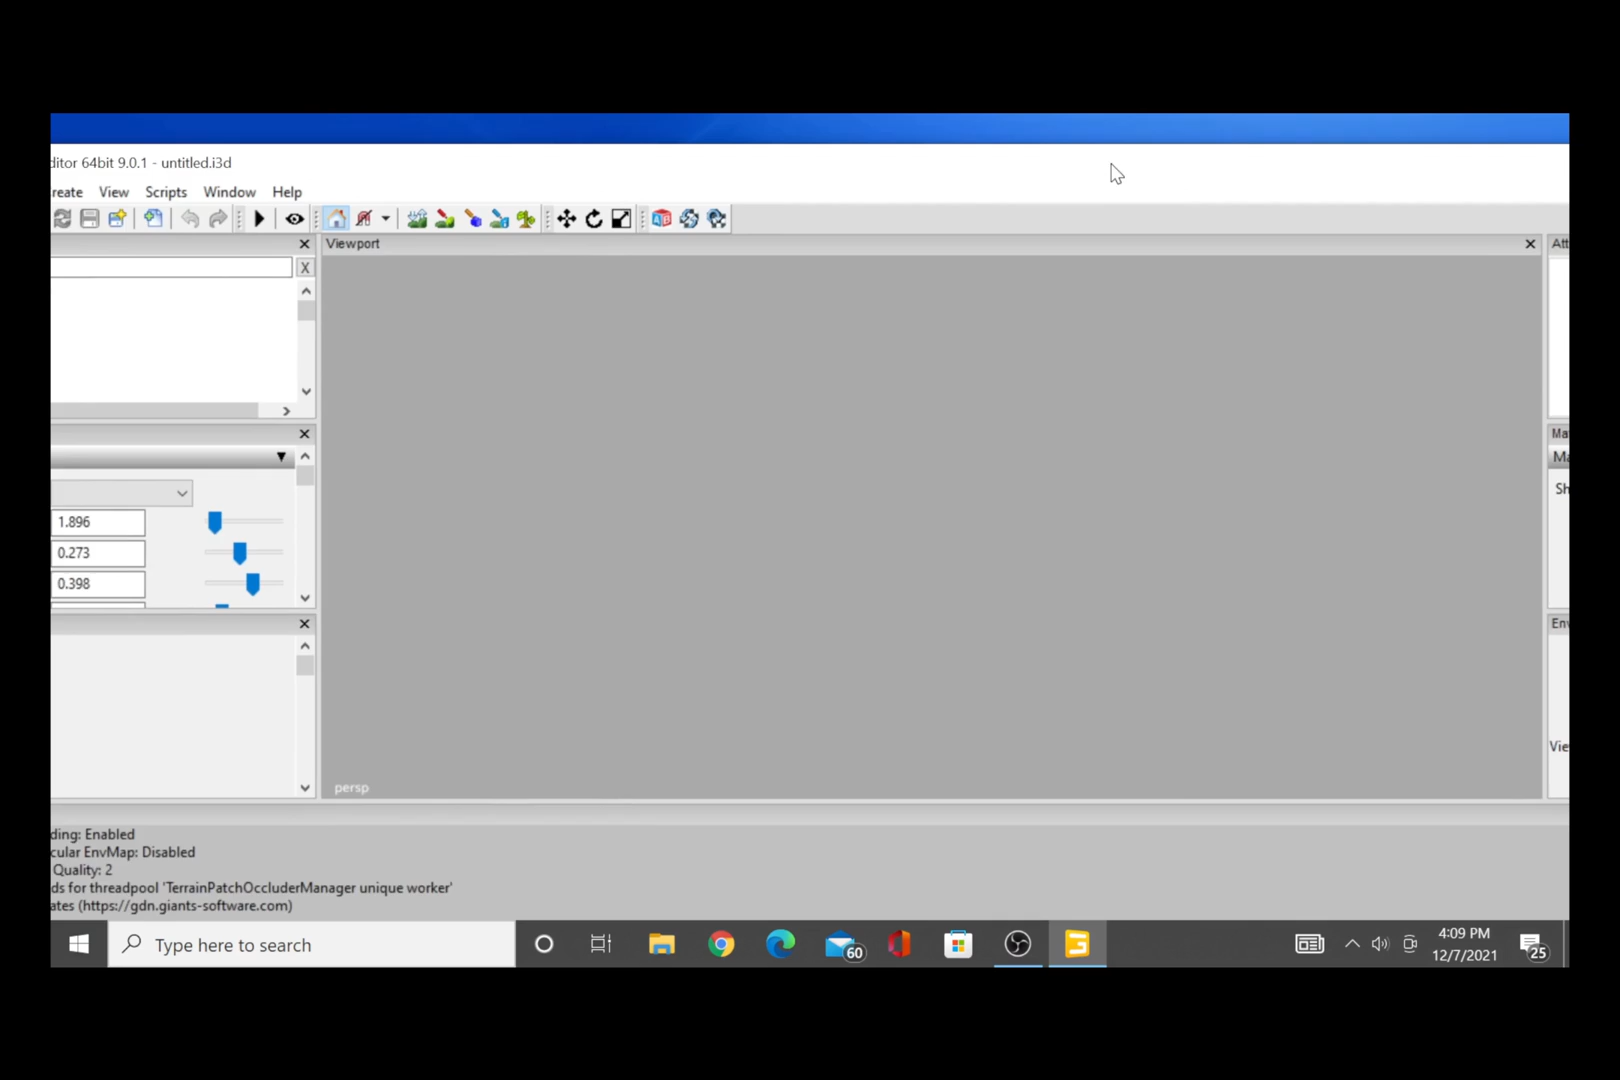 ditor 64bit 9.0.1 - untitled.i3d
reate View Scripts Window Help
Viewport
Att
X
Ma
Ma
Sh
1.896
0.273
0.398
Env
Vie
persp
ding: Enabled
cular EnvMap: Disabled
Quality: 2
ds for threadpool 'TerrainPatchOccluderManager unique worker'
ates (https://gdn.giants-software.com)
Type here to search
60
4:09 PM
12/7/2021
25